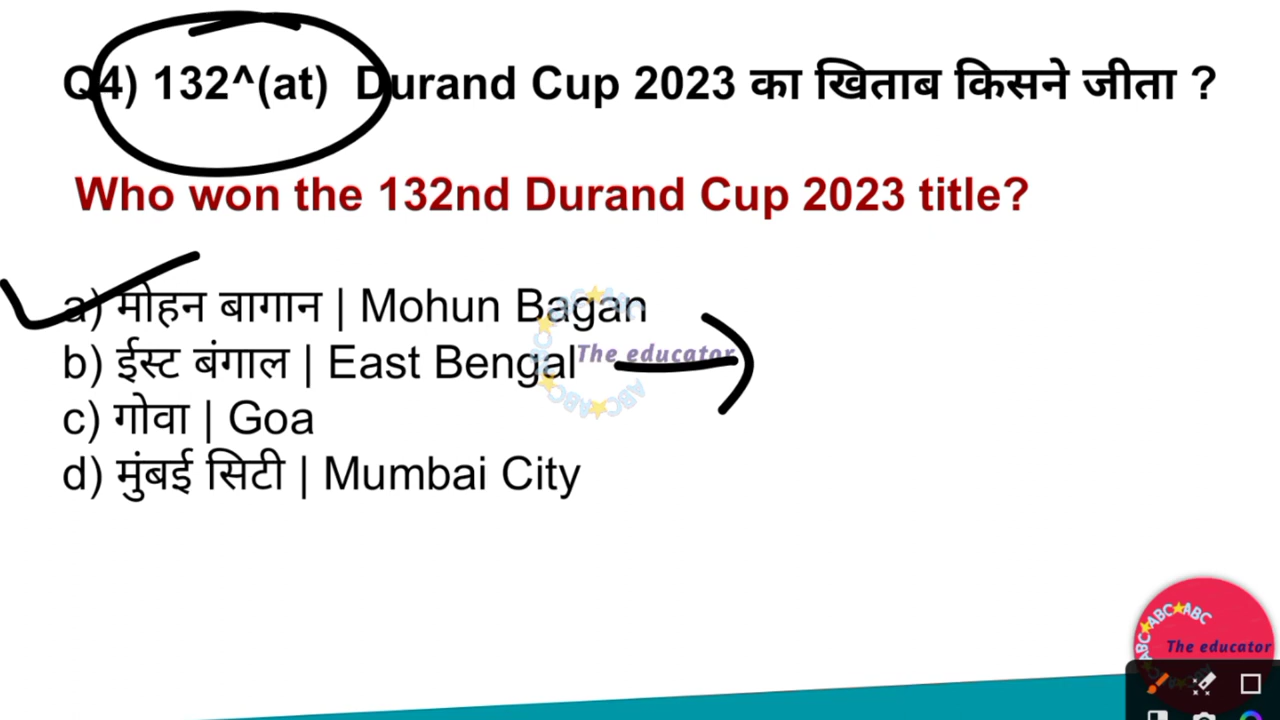 Q4) 132^(at) Durand Cup 2023 का खिताब किसने जीता ?
Who won the 132nd Durand Cup 2023 title?
a) मोहन बागान | Mohun Bagan
b) ईस्ट बंगाल | East Bengal
The educator
c) गोवा | Goa
d) मुंबई सिटी | Mumbai City
ABC★ABC★ABC
The educator